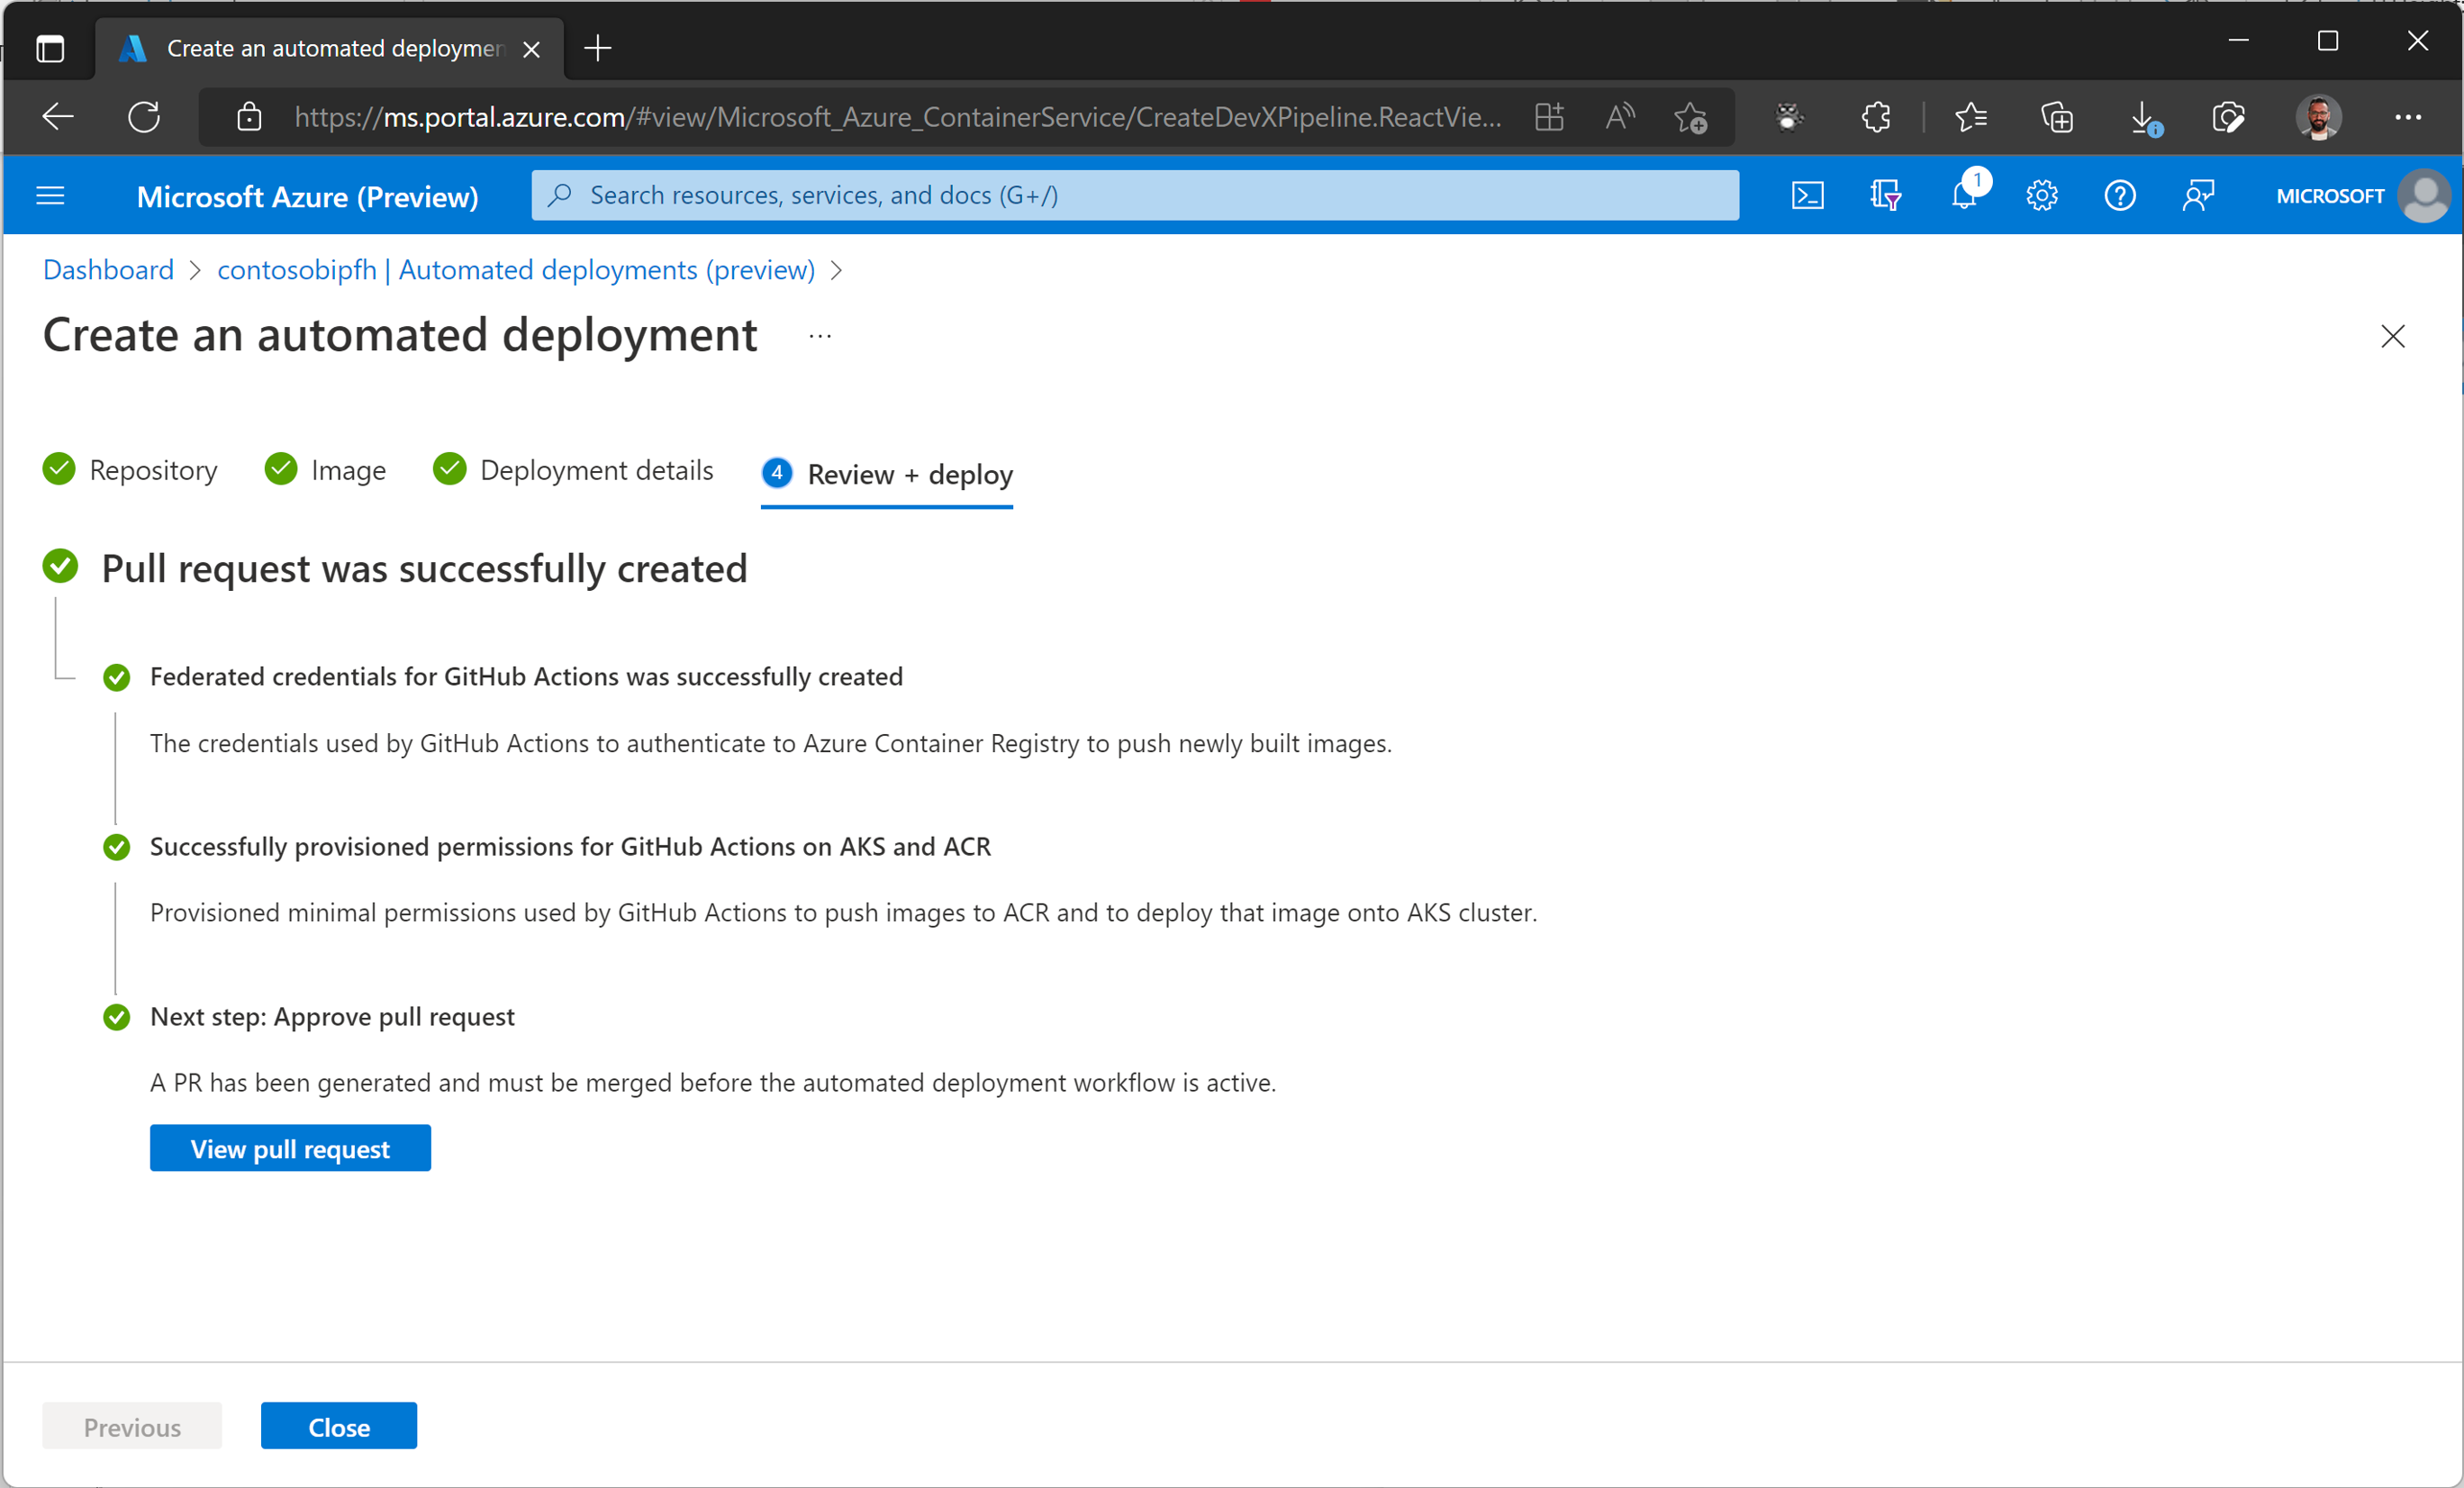 Create an automated deploymen
https://ms.portal.azure.com/#view/Microsoft_Azure_ContainerService/CreateDevXPipeline.ReactVie...
Microsoft Azure (Preview)
Search resources, services, and docs (G+/)
1
MICROSOFT
Dashboard > contosobipfh | Automated deployments (preview) >
Create an automated deployment ...
Repository
Image
Deployment details
4 Review + deploy
Pull request was successfully created
Federated credentials for GitHub Actions was successfully created
The credentials used by GitHub Actions to authenticate to Azure Container Registry to push newly built images.
Successfully provisioned permissions for GitHub Actions on AKS and ACR
Provisioned minimal permissions used by GitHub Actions to push images to ACR and to deploy that image onto AKS cluster.
Next step: Approve pull request
A PR has been generated and must be merged before the automated deployment workflow is active.
View pull request
Previous
Close